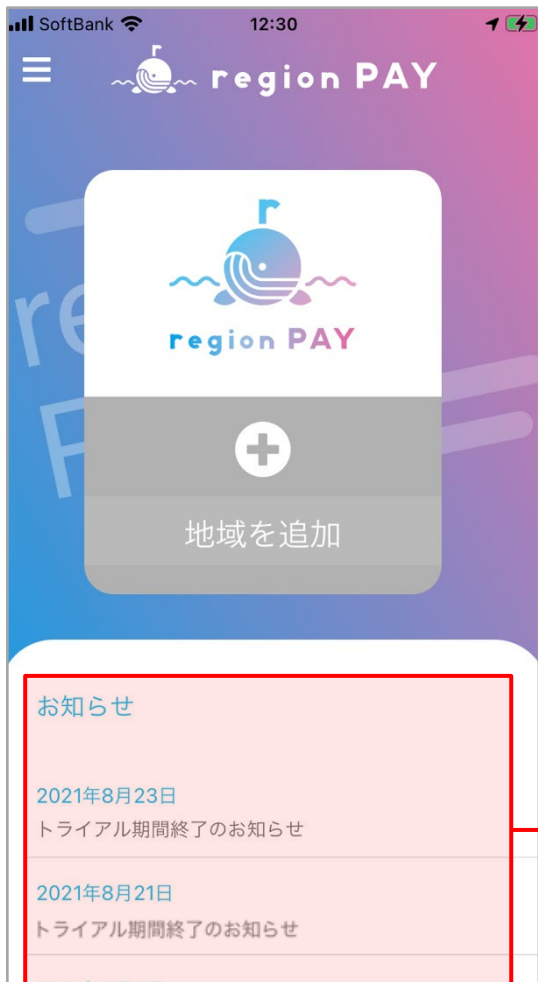 SoftBank 12:30
region PAY
region PAY
地域を追加
お知らせ
2021年8月23日
トライアル期間終了のお知らせ
2021年8月21日
トライアル期間終了のお知らせ